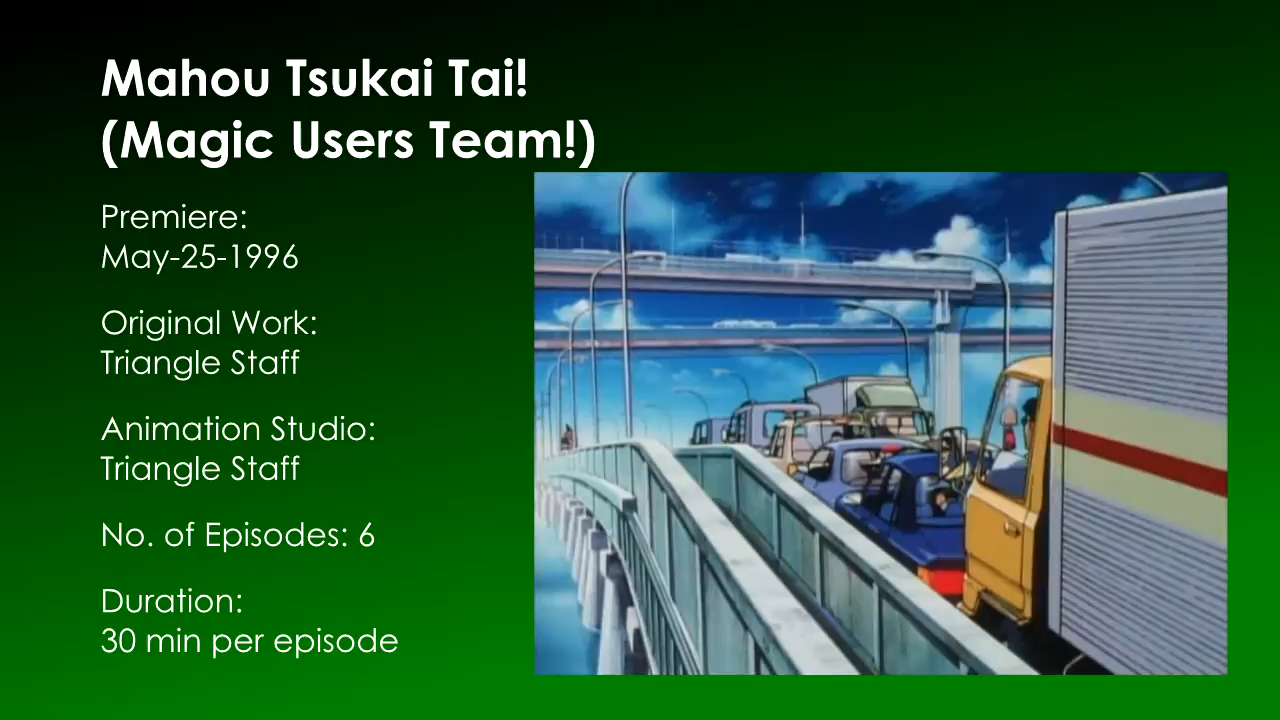 Mahou Tsukai Tai!
(Magic Users Team!)
Premiere:
May-25-1996
Original Work:
Triangle Staff
Animation Studio:
Triangle Staff
No. of Episodes: 6
Duration:
30 min per episode